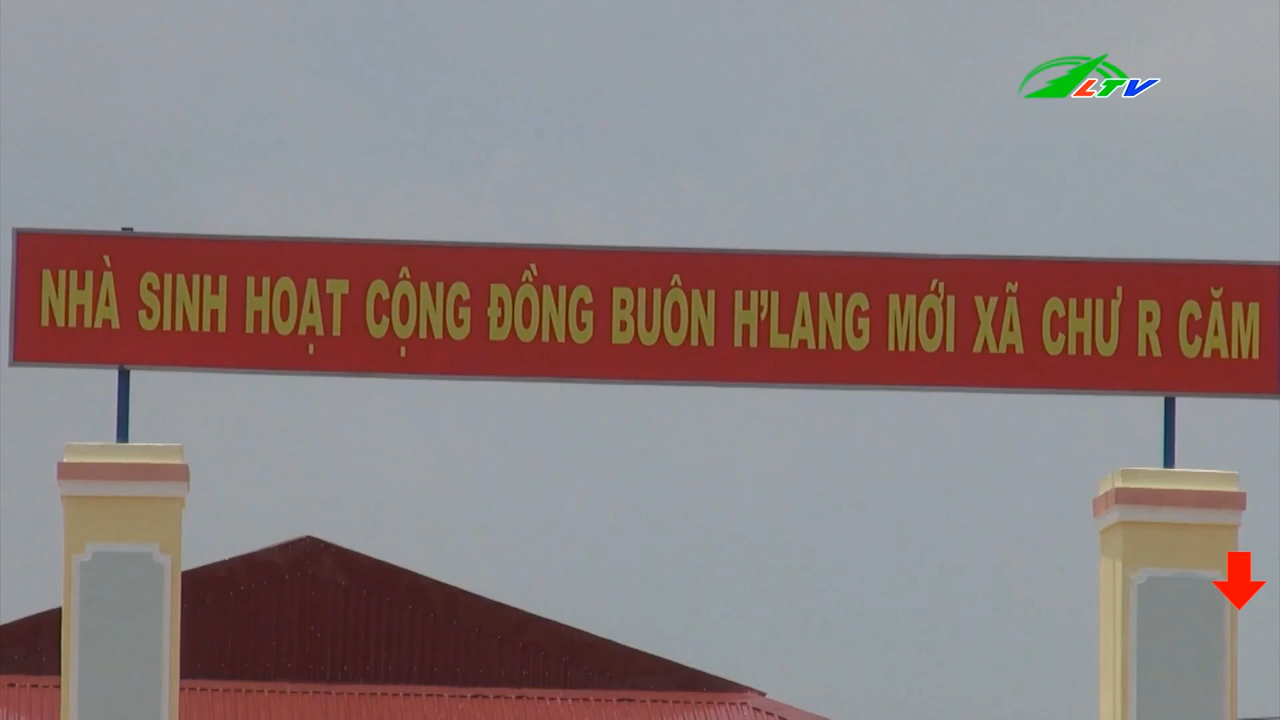 LTV
NHÀ SINH HOẠT CỘNG ĐỒNG BUÔN H'LANG MỚI XÃ CHƯ R CĂM